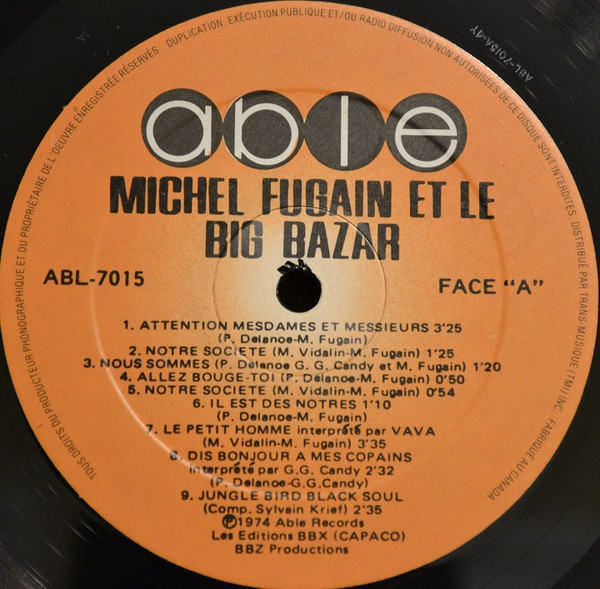 able
MICHEL FUGAIN ET LE
BIG BAZAR
ABL-7015
FACE "A"
1. ATTENTION MESDAMES ET MESSIEURS 3'25
(P. Delanoe-M. Fugain)
2. NOTRE SOCIETE (M. Vidalin-M. Fugain) 1'25
3. NOUS SOMMES (P. Delanoe G. G. Candy et M. Fugain) 1'20
4. ALLEZ BOUGE-TOI (P. Delanoe-M. Fugain) 0'50
5. NOTRE SOCIETE (M. Vidalin-M. Fugain) 0'54
6. IL EST DES NOTRES 1'10
(P. Delanoe-M. Fugain)
7. LE PETIT HOMME interprété par VAVA
(M. Vidalin-M. Fugain) 3'35
8. DIS BONJOUR A MES COPAINS
interprété par G.G. Candy 2'32
(P. Delanoe-G.G.Candy)
9. JUNGLE BIRD BLACK SOUL
(Comp. Sylvain Krief) 2'35
℗1974 Able Records
Les Editions BBX (CAPACO)
BBZ Productions
TOUS DROITS DU PRODUCTEUR PHONOGRAPHIQUE ET DU PROPRIÉTAIRE DE L'OEUVRE ENREGISTRÉE RÉSERVÉS. DUPLICATION, EXÉCUTION PUBLIQUE ET/OU RADIO DIFFUSION NON AUTORISÉES DE CE DISQUE SONT INTERDITES. DISTRIBUÉ PAR TRANS-MUSIQUE (TM) INC. FABRIQUÉ AU CANADA